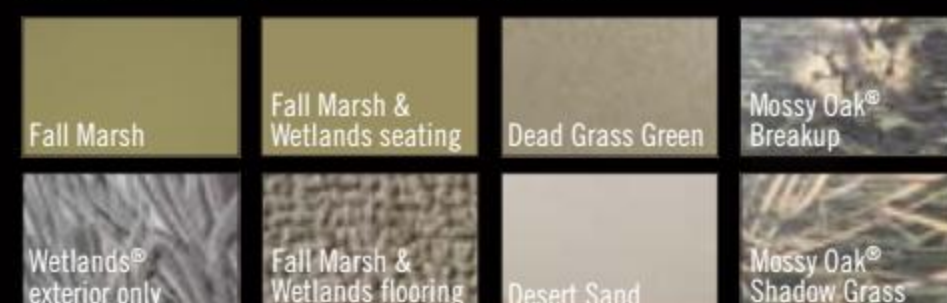 Fall Marsh
Fall Marsh &
Wetlands seating
Dead Grass Green
Mossy Oak®
Breakup
Wetlands®
exterior only
Fall Marsh &
Wetlands flooring
Desert Sand
Mossy Oak®
Shadow Grass